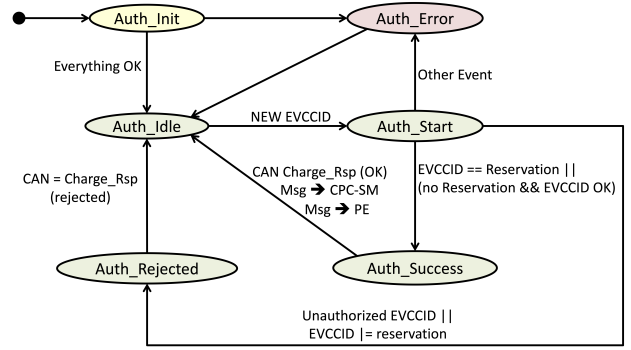 Auth_Init
Auth_Error
Everything OK
Other Event
Auth_Idle
NEW EVCCID
Auth_Start
CAN = Charge_Rsp
(rejected)
CAN Charge_Rsp (OK)
Msg ➔ CPC-SM
Msg ➔ PE
EVCCID == Reservation ||
(no Reservation && EVCCID OK)
Auth_Rejected
Auth_Success
Unauthorized EVCCID ||
EVCCID |= reservation